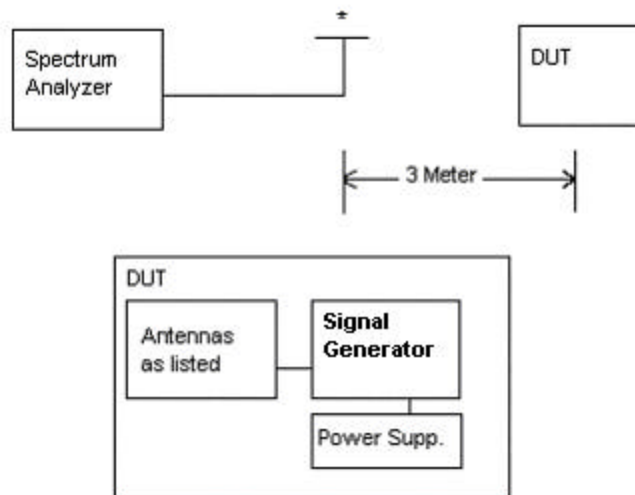 *
Spectrum
Analyzer
DUT
3 Meter
DUT
Antennas
as listed
Signal
Generator
Power Supp.